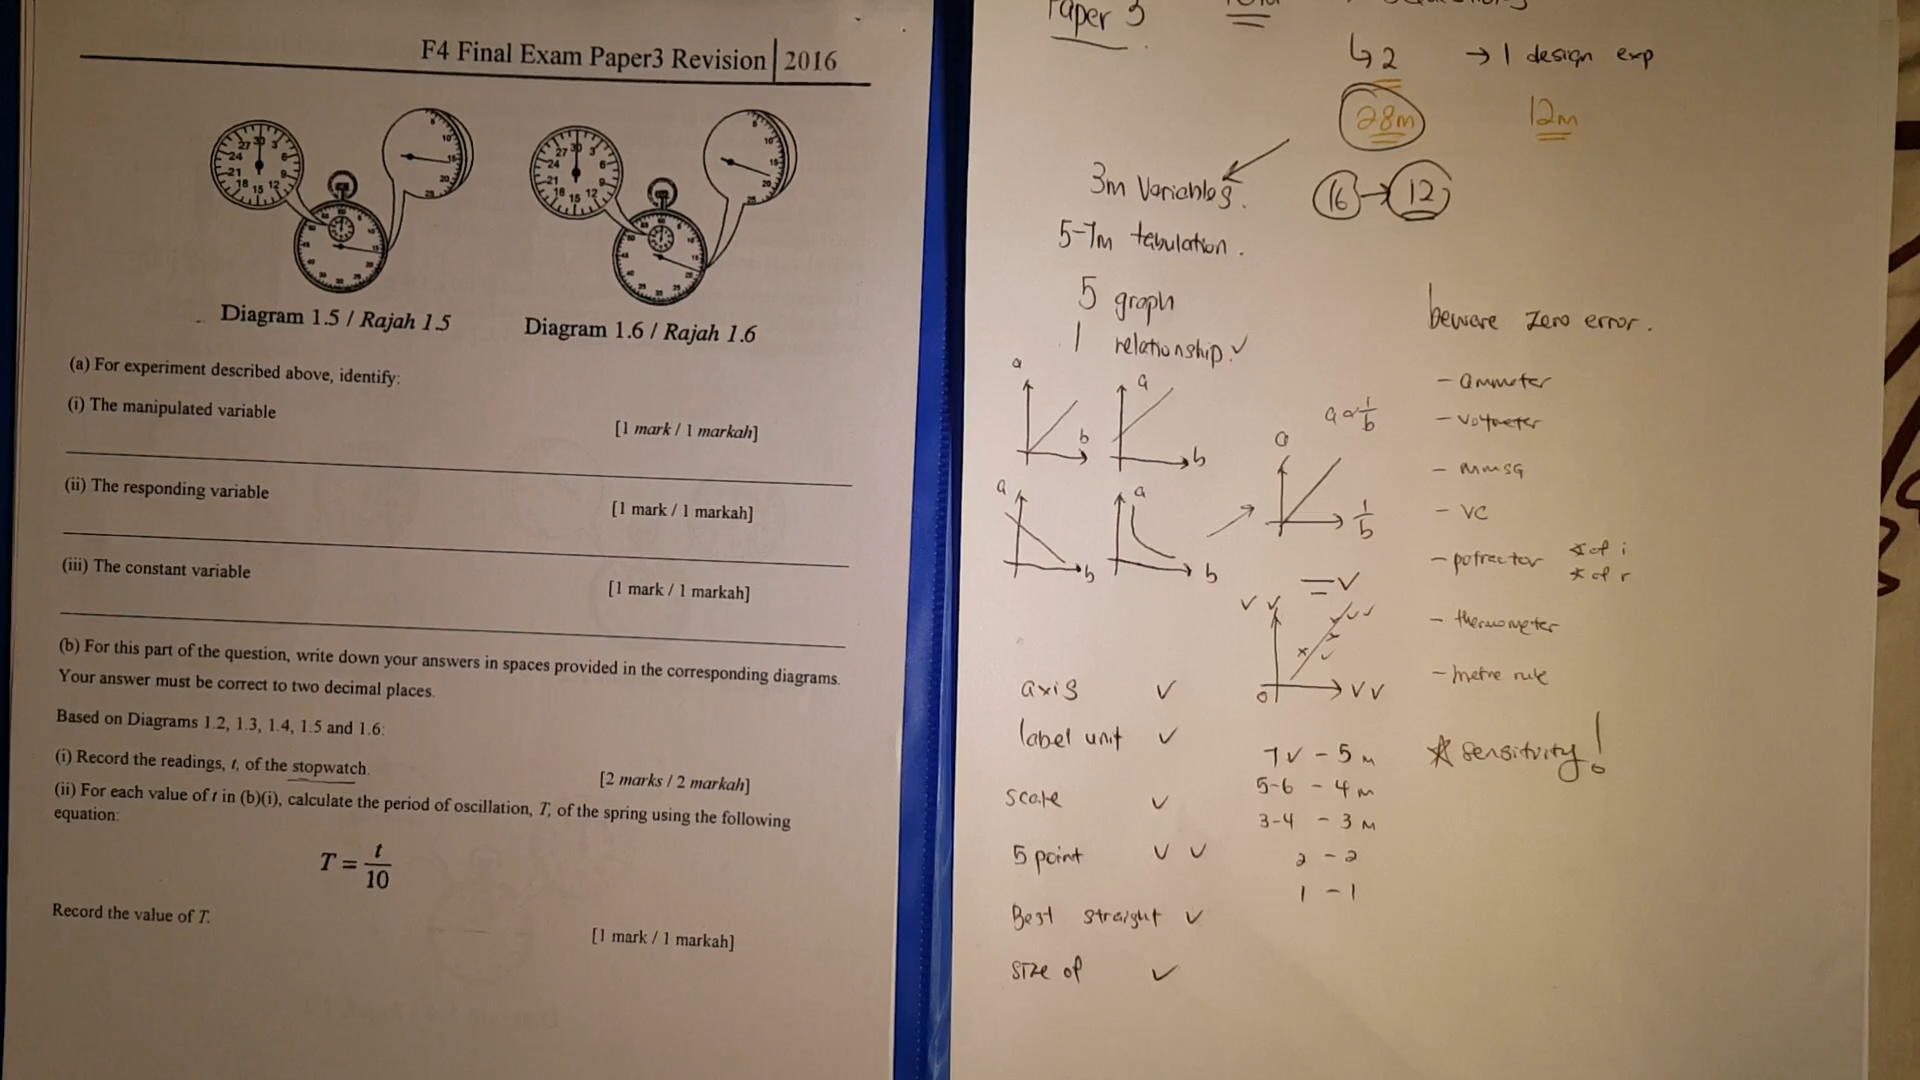 F4 Final Exam Paper3 Revision 2016
Diagram 1.5 / Rajah 1.5
Diagram 1.6 / Rajah 1.6
(a) For experiment described above, identify:
(i) The manipulated variable
[1 mark / 1 markah]
(ii) The responding variable
[1 mark / 1 markah]
(iii) The constant variable
[1 mark / 1 markah]
(b) For this part of the question, write down your answers in spaces provided in the corresponding diagrams.
Your answer must be correct to two decimal places.
Based on Diagrams 1.2, 1.3, 1.4, 1.5 and 1.6:
(i) Record the readings, t, of the stopwatch.
[2 marks / 2 markah]
(ii) For each value of t in (b)(i), calculate the period of oscillation, T, of the spring using the following
equation:
T = t/10
Record the value of T.
[1 mark / 1 markah]
Paper 3
↳ 2 → 1 design exp
28m 12m
3m Variables.
16 → 12
5-7m tabulation.
5 graph
1 relationship ✓
a b
a b
a b
a b
a ∝ 1/b
a 1/b
beware zero error.
- ammeter
- voltmeter
- mmsg
- VC
- potractor ∡ of i
∡ of r
- thermometer
- metre rule
☆ sensitivity!
axis ✓
label unit ✓
scale ✓
5 point ✓ ✓
Best straight ✓
size of ✓
7✓ - 5m
5-6 - 4m
3-4 - 3m
2 - 2
1 - 1